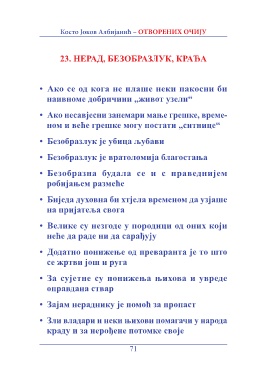 Косто Јоков Албијанић – ОТВОРЕНИХ ОЧИЈУ
23. НЕРАД, БЕЗОБРАЗЛУК, КРАЂА
• Ако се од кога не плаше неки пакосни би
наивноме добричини „живот узели“
• Ако несавјесни занемари мање грешке, време-
ном и веће грешке могу постати „ситнице“
• Безобразлук је убица љубави
• Безобразлук је вратоломија благостања
• Безобразна будала се и с праведнијем
робијањем размеће
• Биједа духовна би хтјела временом да узјаше
на пријатеља свога
• Велике су незгоде у породици од оних који
неће да раде ни да сарађују
• Додатно понижење од преваранта је то што
се жртви још и руга
• За сујетне су понижења њихова и увреде
оправдана ствар
• Зајам нераднику је помоћ за пропаст
• Зли владари и неки њихови помагачи у народа
краду и за нерођене потомке своје
71